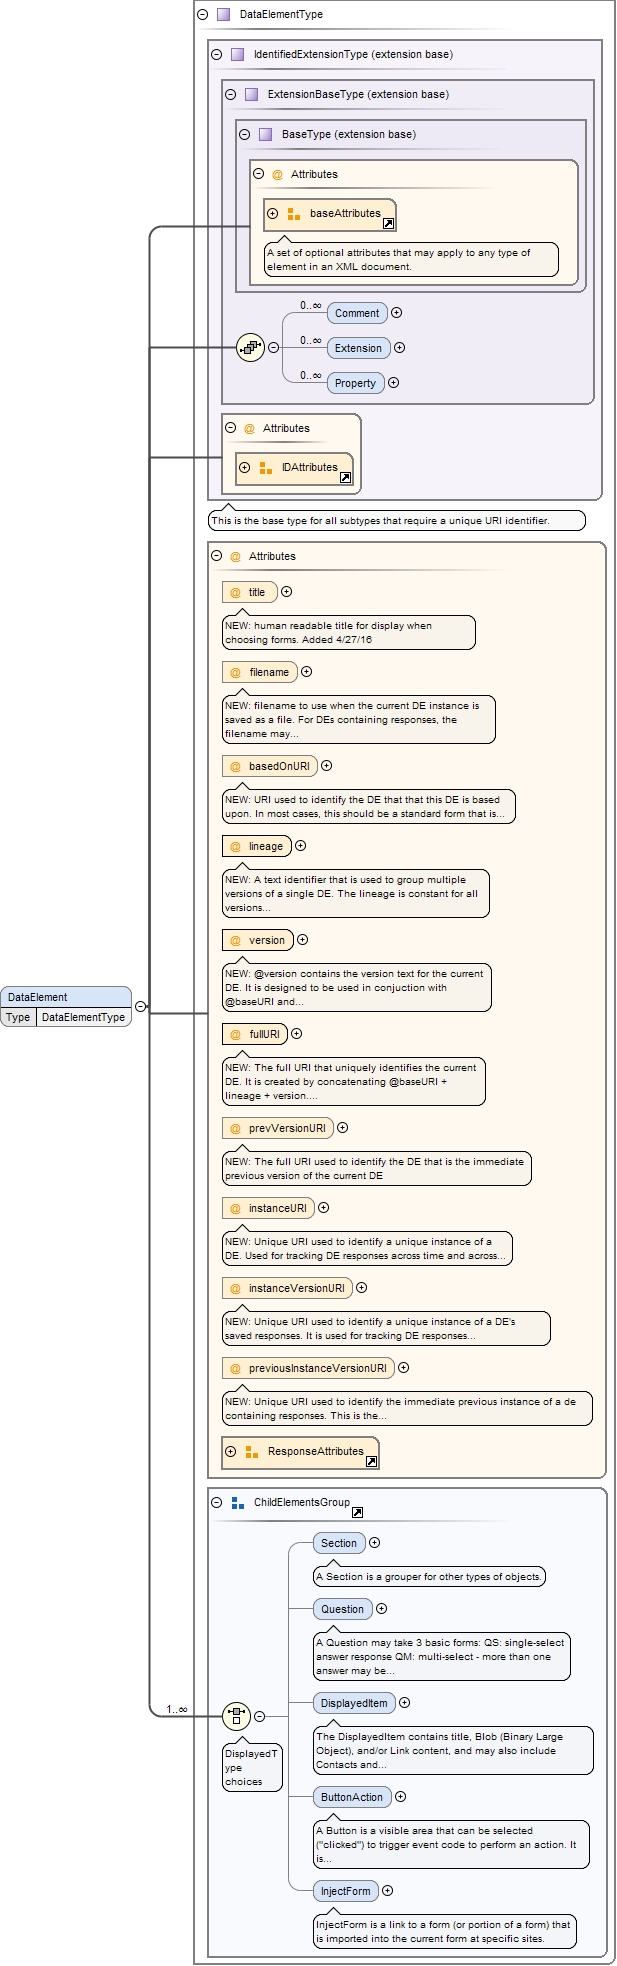 DataElementType
IdentifiedExtensionType (extension base)
ExtensionBaseType (extension base)
BaseType (extension base)
@ Attributes
baseAttributes
A set of optional attributes that may apply to any type of
element in an XML document.
0..∞
Comment
0..∞
Extension
0..∞
Property
@ Attributes
IDAttributes
This is the base type for all subtypes that require a unique URI identifier.
@ Attributes
@ title
NEW: human readable title for display when
choosing forms. Added 4/27/16
@ filename
NEW: filename to use when the current DE instance is
saved as a file. For DEs containing responses, the
filename may...
@ basedOnURI
NEW: URI used to identify the DE that that this DE is based
upon. In most cases, this should be a standard form that is...
@ lineage
NEW: A text identifier that is used to group multiple
versions of a single DE. The lineage is constant for all
versions...
@ version
NEW: @version contains the version text for the current
DE. It is designed to be used in conjuction with
@baseURI and...
DataElement
Type DataElementType
@ fullURI
NEW: The full URI that uniquely identifies the current
DE. It is created by concatenating @baseURI +
lineage + version....
@ prevVersionURI
NEW: The full URI used to identify the DE that is the immediate
previous version of the current DE
@ instanceURI
NEW: Unique URI used to identify a unique instance of a
DE. Used for tracking DE responses across time and across...
@ instanceVersionURI
NEW: Unique URI used to identify a unique instance of a DE's
saved responses. It is used for tracking DE responses...
@ previousInstanceVersionURI
NEW: Unique URI used to identify the immediate previous instance of a de
containing responses. This is the...
ResponseAttributes
ChildElementsGroup
Section
A Section is a grouper for other types of objects.
Question
A Question may take 3 basic forms: QS: single-select
answer response QM: multi-select - more than one
answer may be...
1..∞
DisplayedItem
The DisplayedItem contains title, Blob (Binary Large
Object), and/or Link content, and may also include
Contacts and...
DisplayedT
ype
choices
ButtonAction
A Button is a visible area that can be selected
("clicked") to trigger event code to perform an action. It
is...
InjectForm
InjectForm is a link to a form (or portion of a form) that
is imported into the current form at specific sites.